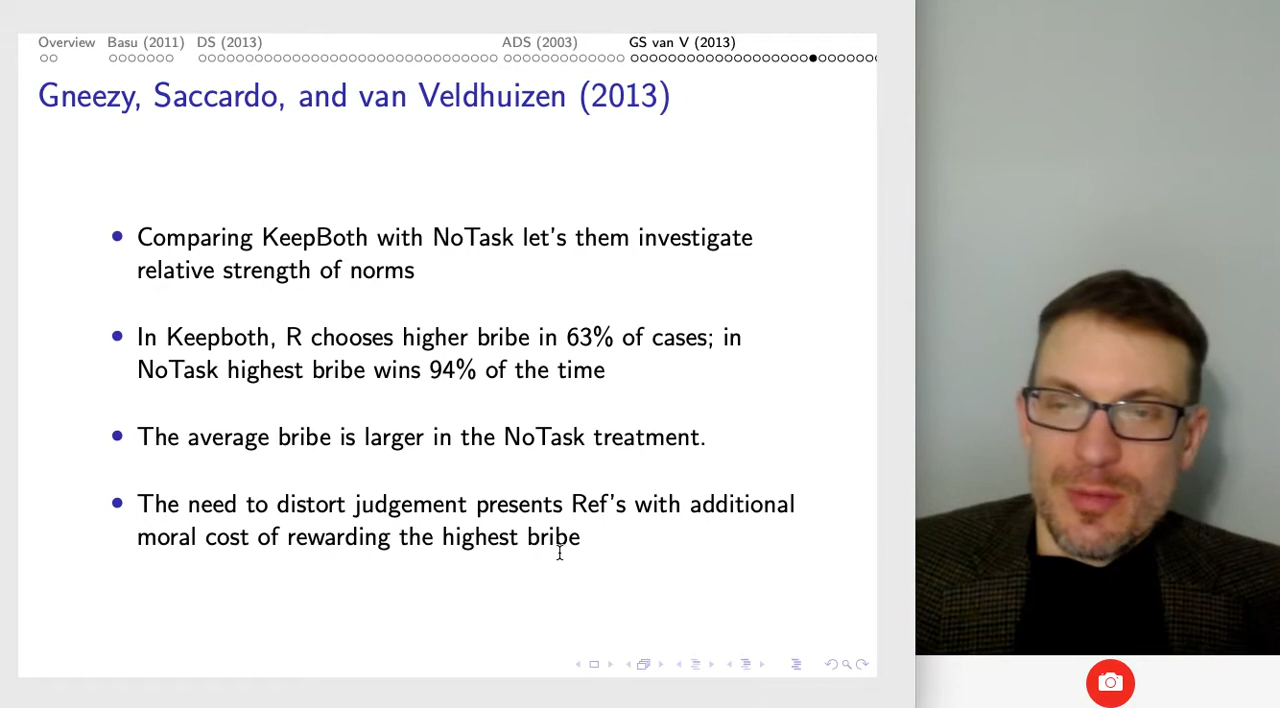 Overview Basu (2011) DS (2013) ADS (2003) GS van V (2013)
Gneezy, Saccardo, and van Veldhuizen (2013)
• Comparing KeepBoth with NoTask let's them investigate
relative strength of norms
• In Keepboth, R chooses higher bribe in 63% of cases; in
NoTask highest bribe wins 94% of the time
• The average bribe is larger in the NoTask treatment.
• The need to distort judgement presents Ref's with additional
moral cost of rewarding the highest bribe